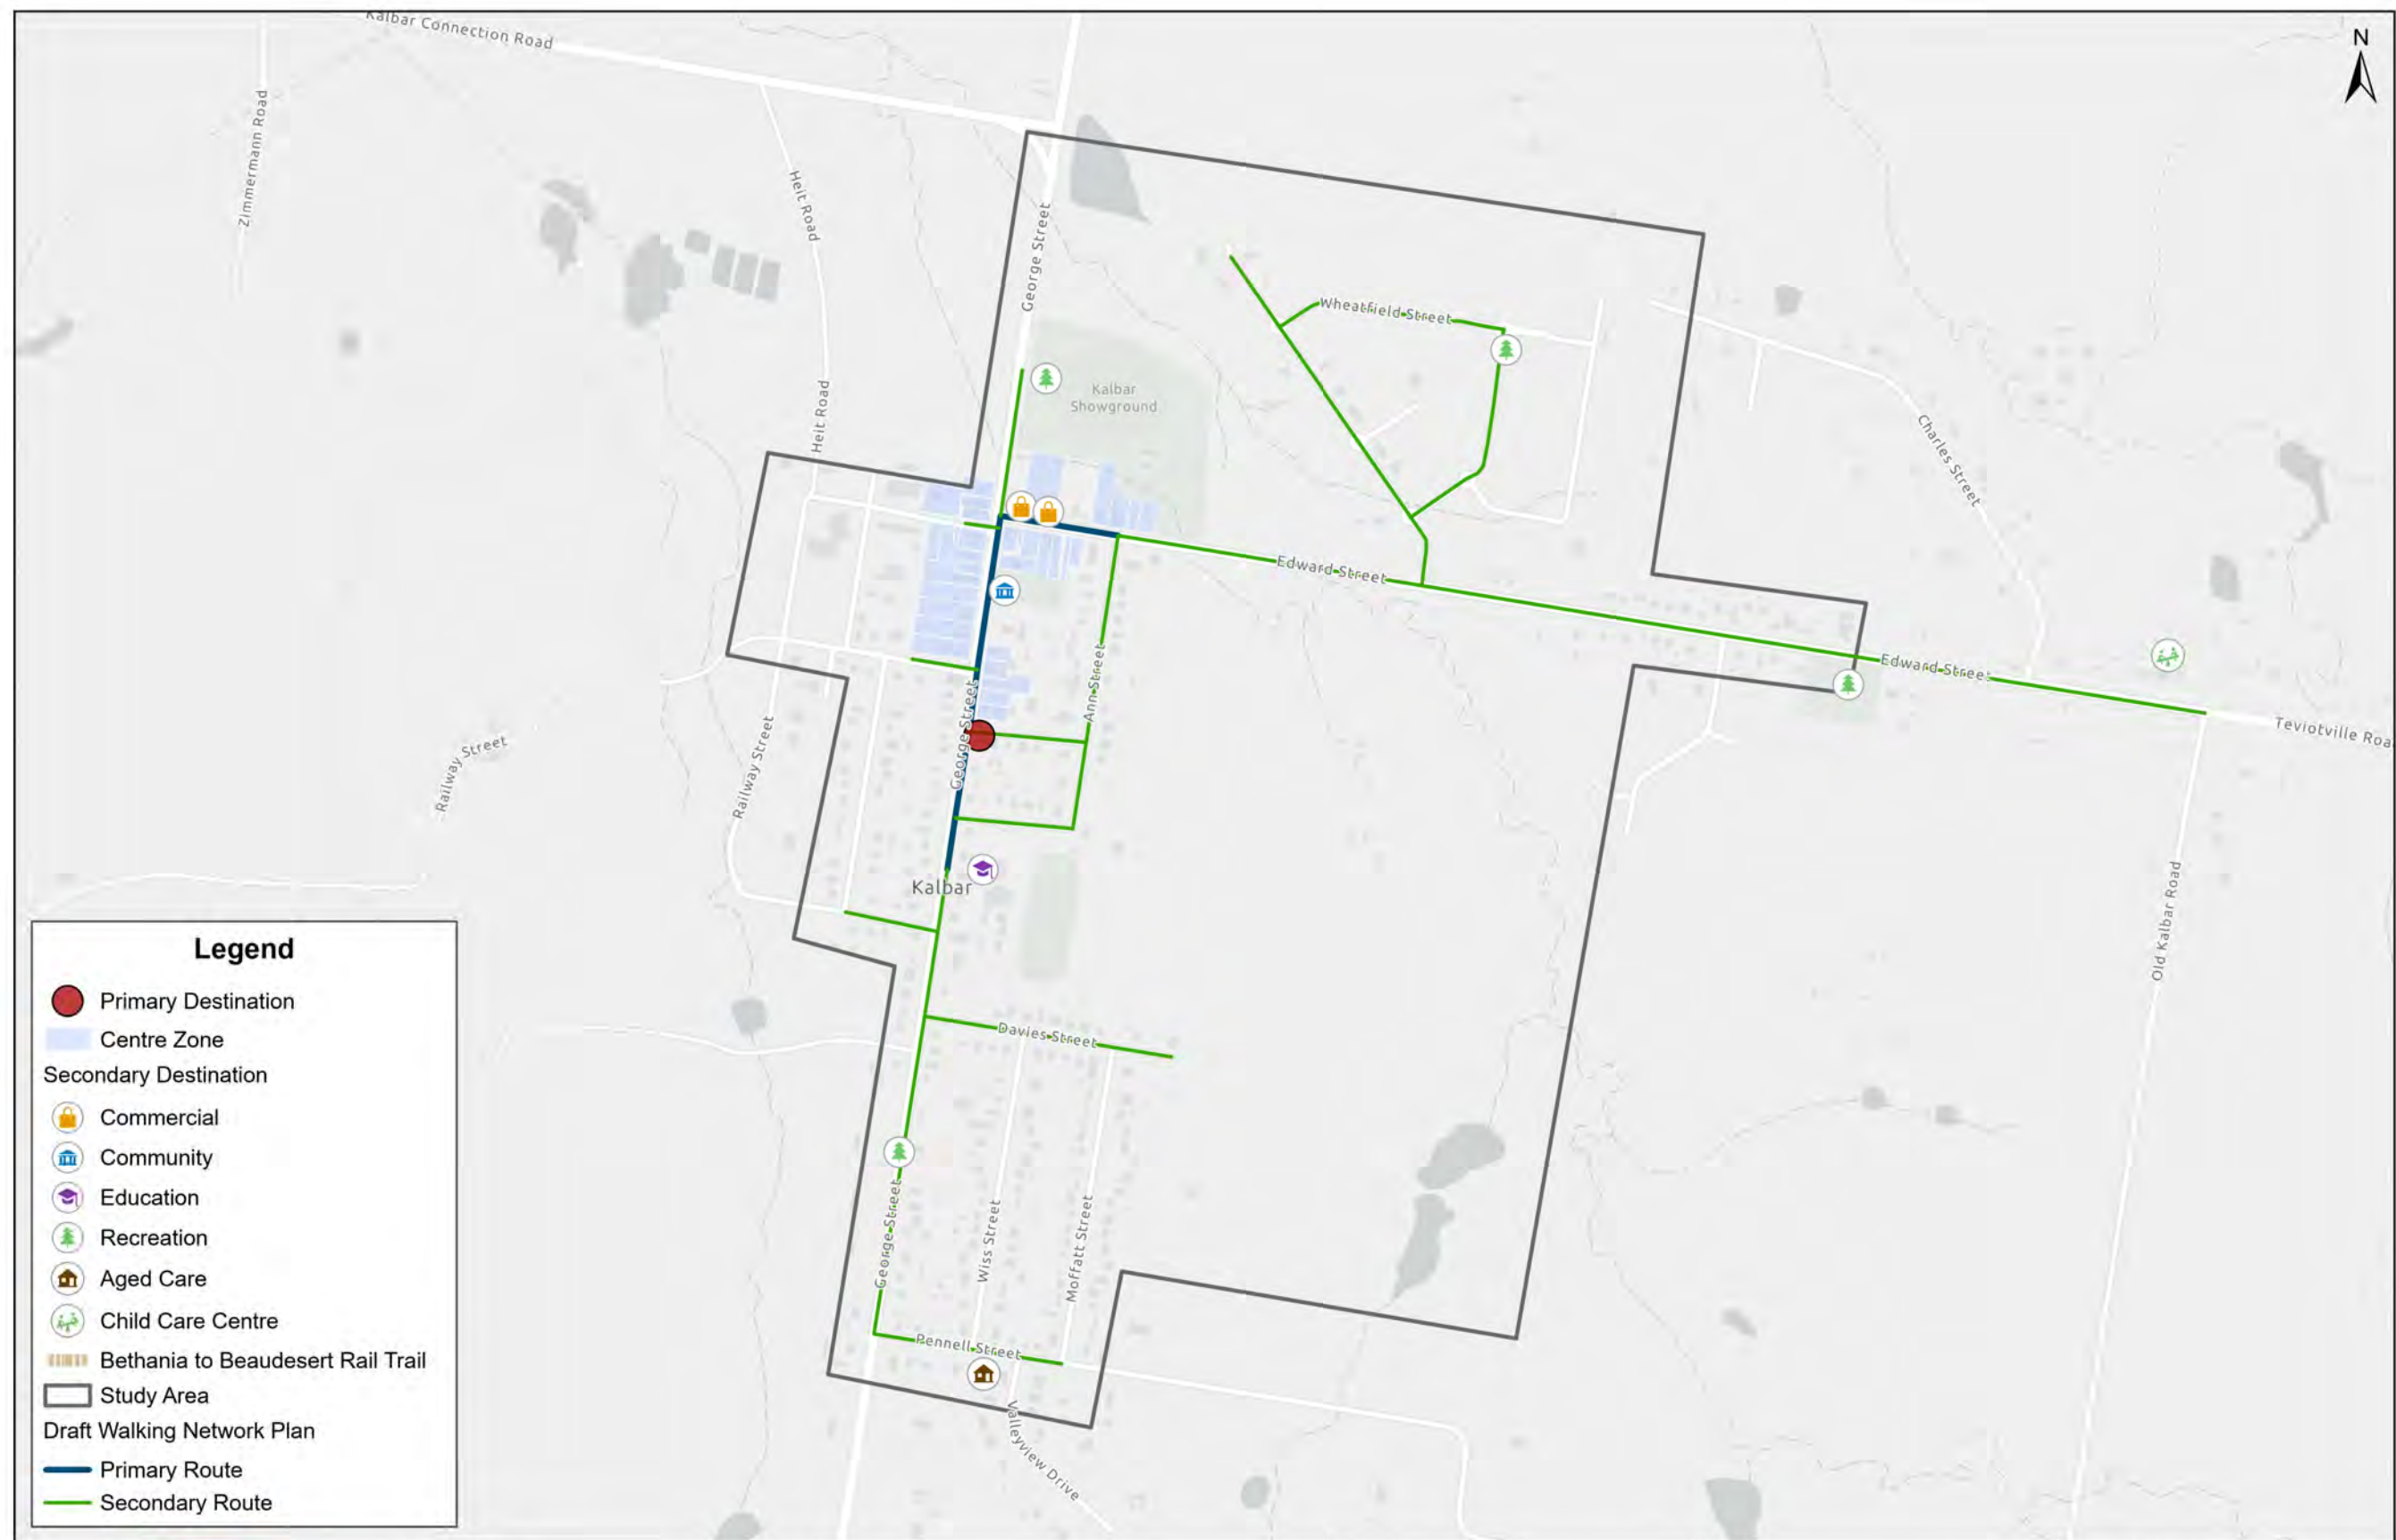 Kalbar Connection Road
N
Zimmermann Road
Heit Road
George Street
Wheatfield Street
Kalbar
Showground
Heit Road
Charles Street
Edward Street
Ann Street
Edward Street
George Street
Railway Street
Railway Street
Teviotville Roa
Kalbar
Old Kalbar Road
Davies Street
George Street
Wiss Street
Moffatt Street
Pennell Street
Valleyview Drive
Legend
Primary Destination
Centre Zone
Secondary Destination
Commercial
Community
Education
Recreation
Aged Care
Child Care Centre
Bethania to Beaudesert Rail Trail
Study Area
Draft Walking Network Plan
Primary Route
Secondary Route